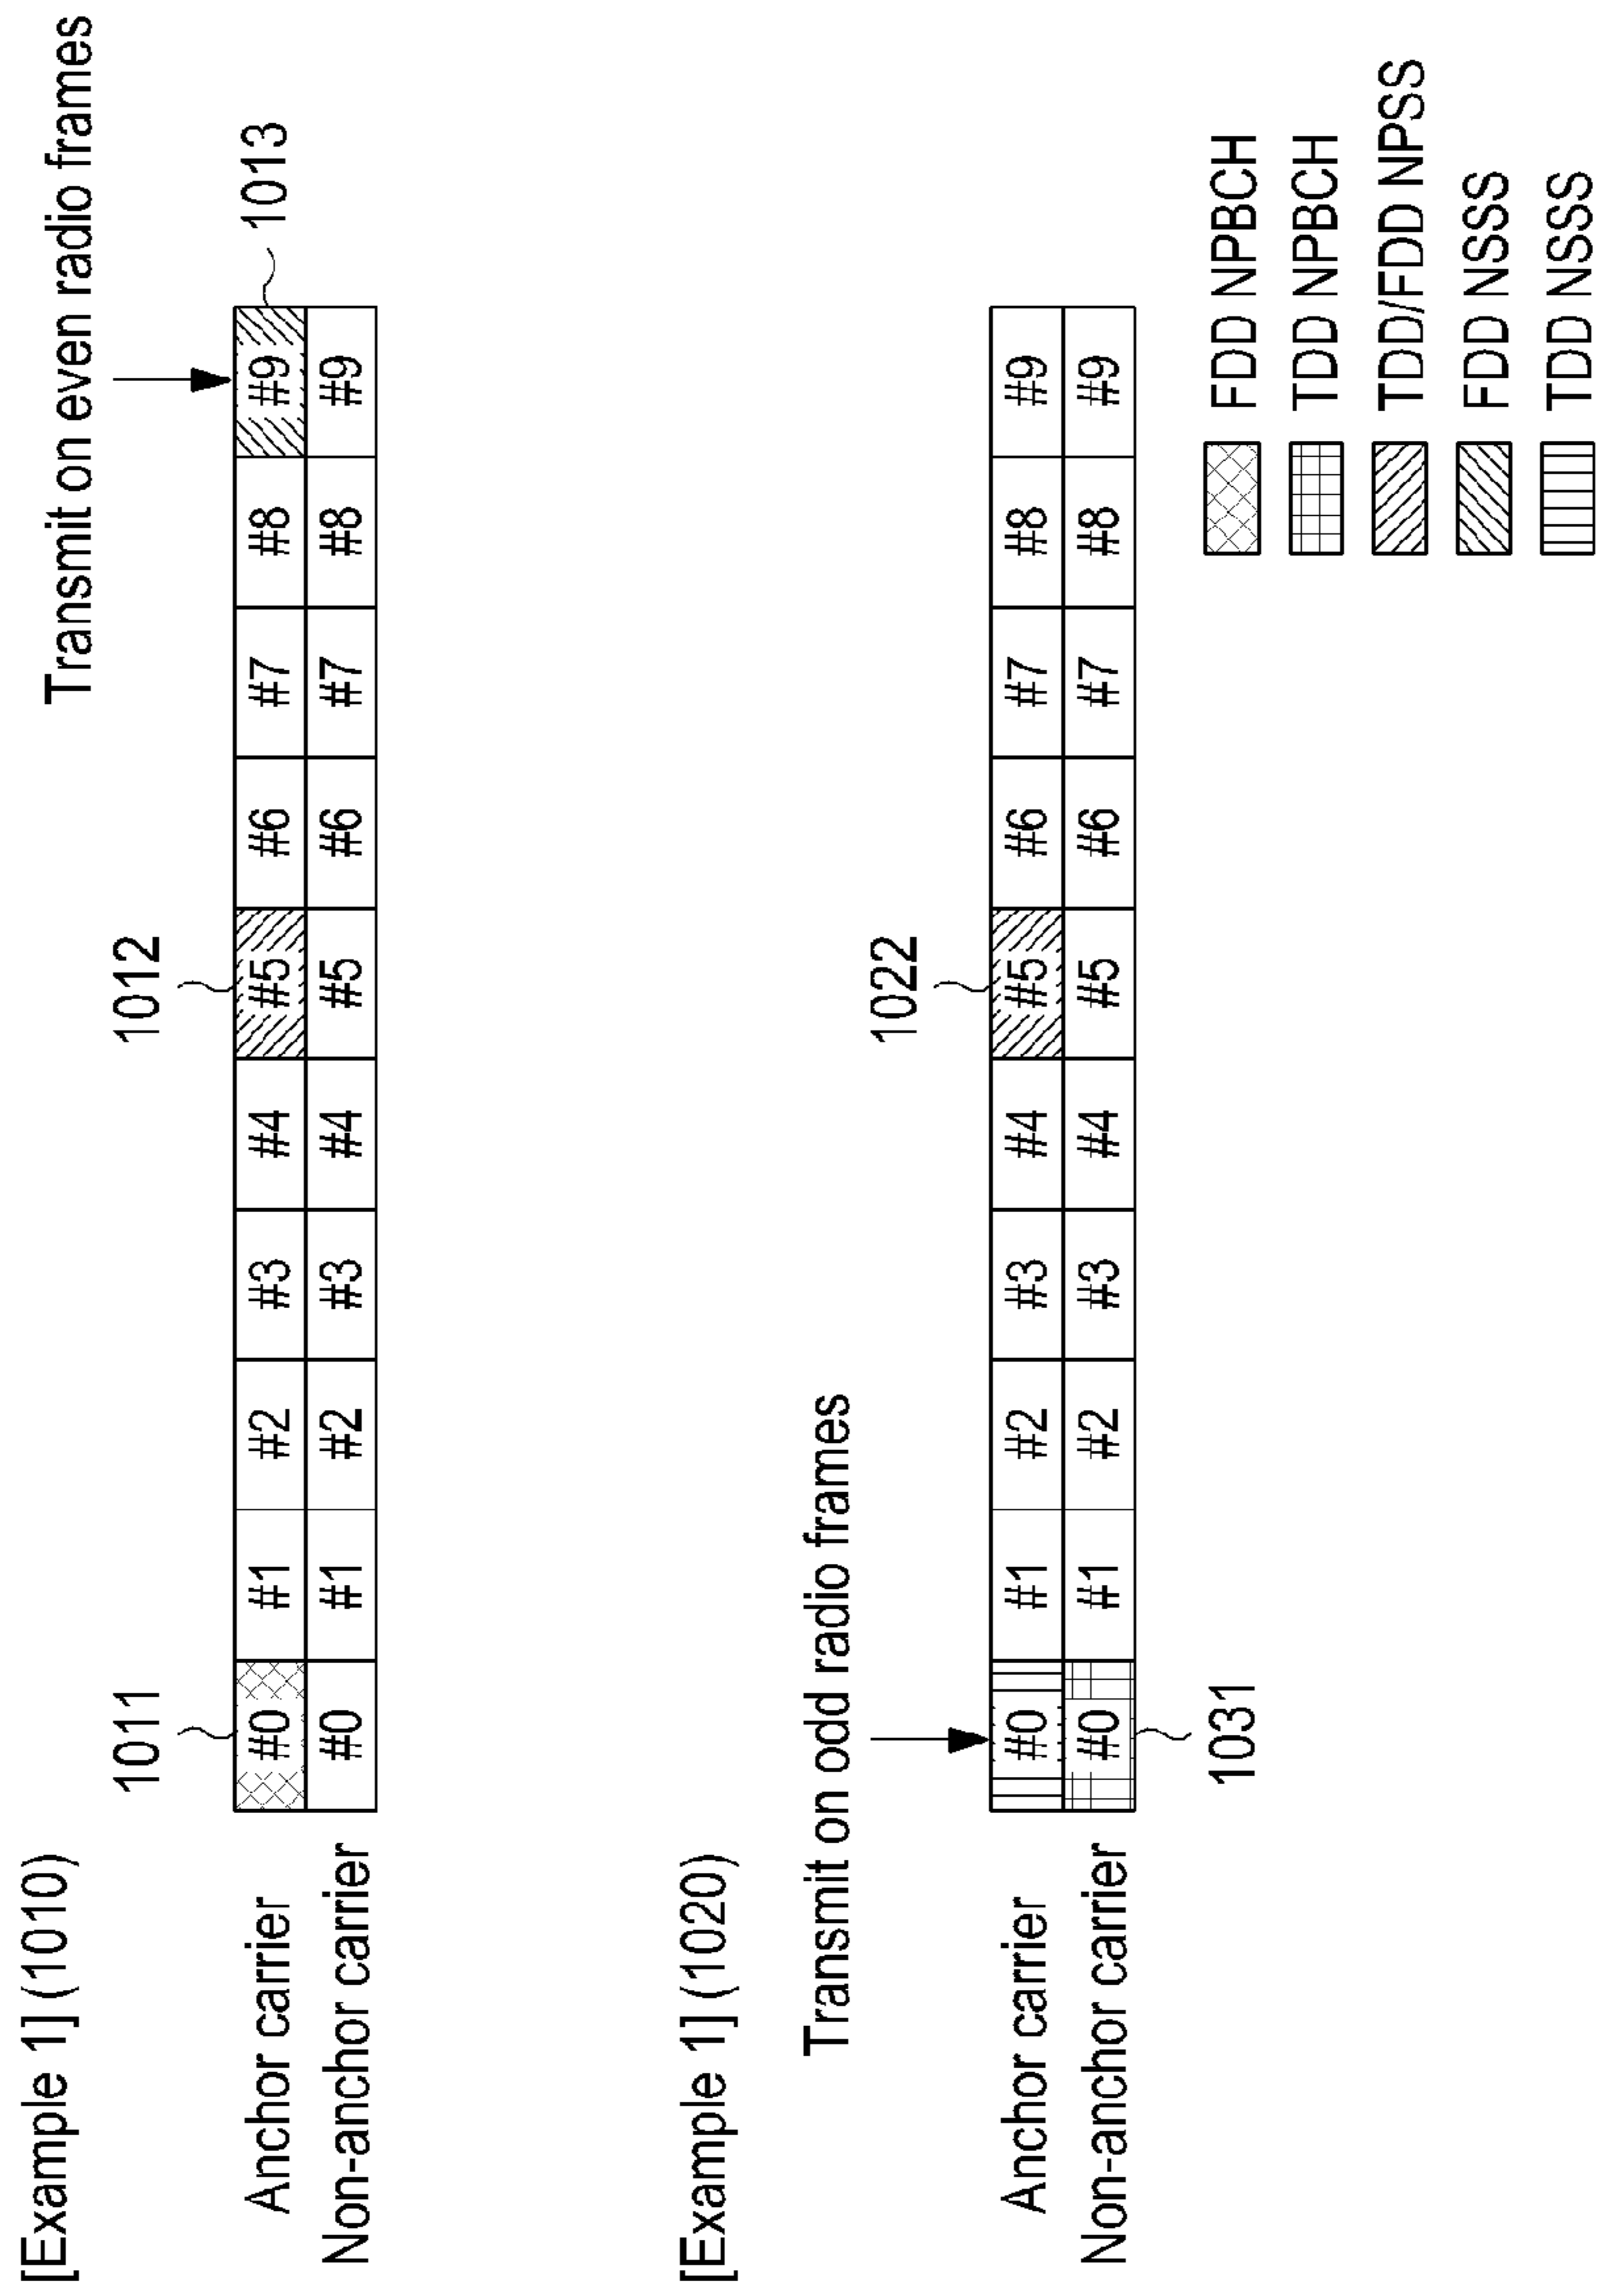 [Example 1] (1010)
Transmit on even radio frames
1011
1012
1013
Anchor carrier #0 #1 #2 #3 #4 #5 #6 #7 #8 #9
Non-anchor carrier #0 #1 #2 #3 #4 #5 #6 #7 #8 #9
[Example 1] (1020)
Transmit on odd radio frames
1022
Anchor carrier #0 #1 #2 #3 #4 #5 #6 #7 #8 #9
Non-anchor carrier #0 #1 #2 #3 #4 #5 #6 #7 #8 #9
1031
FDD NPBCH
TDD NPBCH
TDD/FDD NPSS
FDD NSSS
TDD NSSS